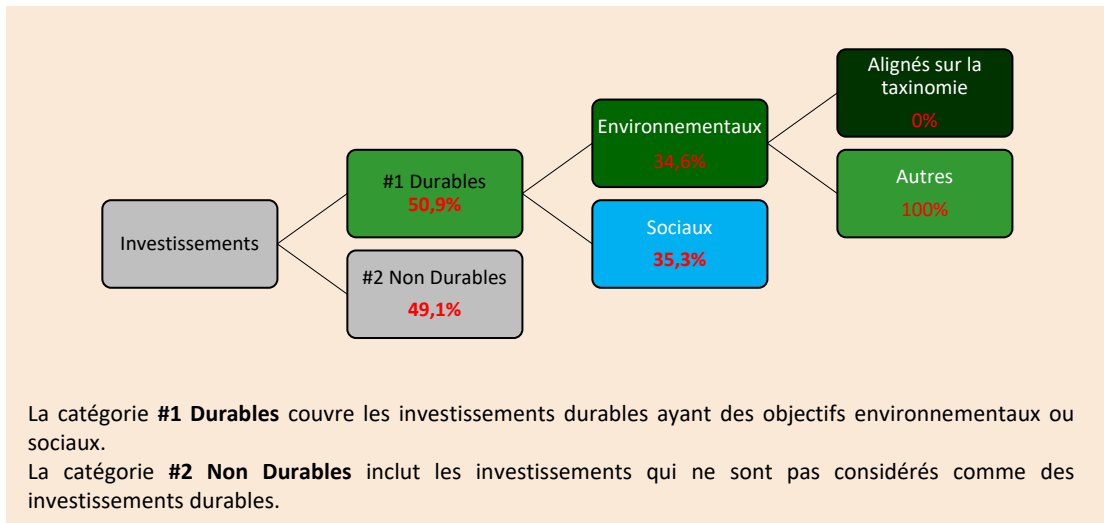 Alignés sur la
taxinomie
0%
Environnementaux
34,6%
#1 Durables
50,9%
Autres
100%
Investissements
Sociaux
35,3%
#2 Non Durables
49,1%
La catégorie #1 Durables couvre les investissements durables ayant des objectifs environnementaux ou
sociaux.
La catégorie #2 Non Durables inclut les investissements qui ne sont pas considérés comme des
investissements durables.